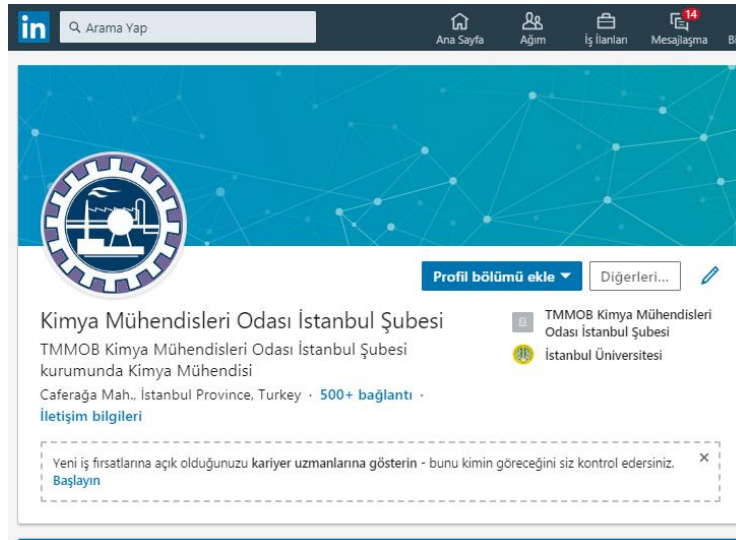 in
Arama Yap
Ana Sayfa
Ağım
İş İlanları
14
Mesajlaşma
Profil bölümü ekle
Diğerleri...
Kimya Mühendisleri Odası İstanbul Şubesi
TMMOB Kimya Mühendisleri Odası İstanbul Şubesi
kurumunda Kimya Mühendisi
Caferağa Mah., İstanbul Province, Turkey · 500+ bağlantı ·
İletişim bilgileri
TMMOB Kimya Mühendisleri
Odası İstanbul Şubesi
İstanbul Üniversitesi
Yeni iş fırsatlarına açık olduğunuzu kariyer uzmanlarına gösterin - bunu kimin göreceğini siz kontrol edersiniz.
Başlayın